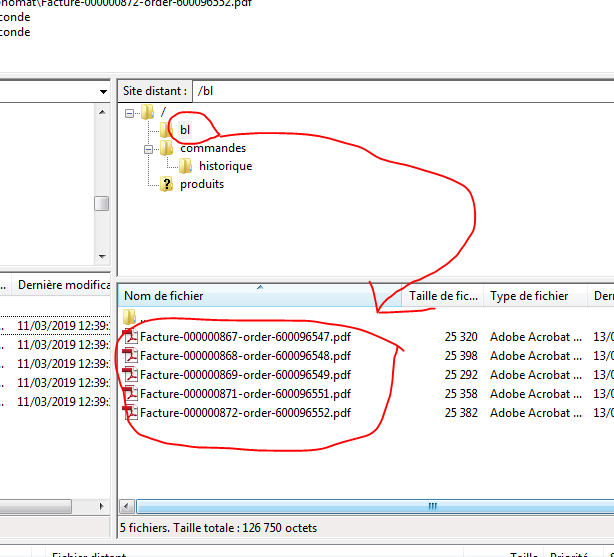 \Facture-000000872-order-600096552.pdf
Site distant : /bl
/
bl
commandes
historique
produits
Dernière modifica
11/03/2019 12:39:
11/03/2019 12:39:
11/03/2019 12:39:
11/03/2019 12:39:
11/03/2019 12:39:
Nom de fichier Taille de fic... Type de fichier
..
Facture-000000867-order-600096547.pdf 25 320 Adobe Acrobat ... 13/0
Facture-000000868-order-600096548.pdf 25 398 Adobe Acrobat ... 13/0
Facture-000000869-order-600096549.pdf 25 292 Adobe Acrobat ... 13/0
Facture-000000871-order-600096551.pdf 25 358 Adobe Acrobat ... 13/0
Facture-000000872-order-600096552.pdf 25 382 Adobe Acrobat ... 13/0
5 fichiers. Taille totale : 126 750 octets
Fichier distant Taille Priorité